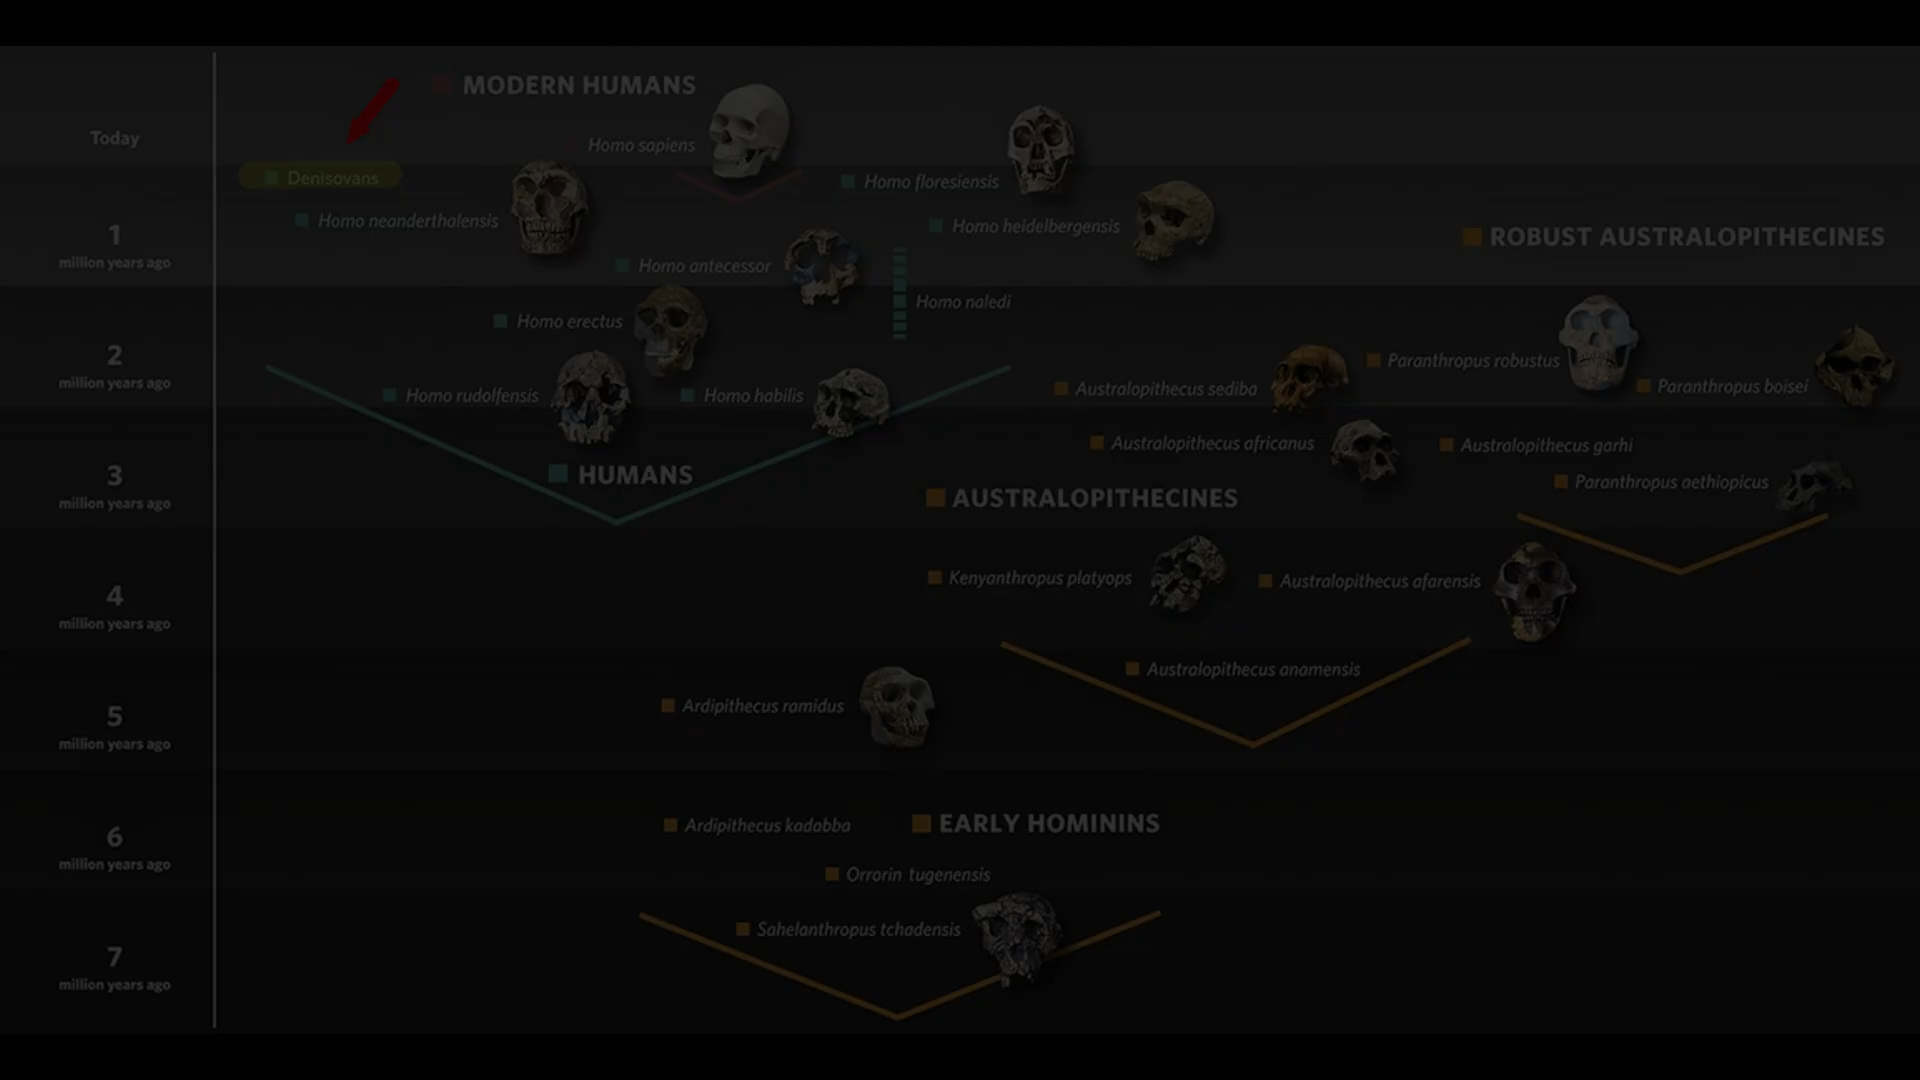 MODERN HUMANS
Today
Homo sapiens
Denisovans
Homo floresiensis
Homo neanderthalensis
Homo heidelbergensis
1
million years ago
ROBUST AUSTRALOPITHECINES
Homo antecessor
Homo naledi
Homo erectus
2
million years ago
Paranthropus robustus
Paranthropus boisei
Australopithecus sediba
Homo rudolfensis
Homo habilis
Australopithecus africanus
Australopithecus garhi
3
million years ago
HUMANS
Paranthropus aethiopicus
AUSTRALOPITHECINES
Kenyanthropus platyops
Australopithecus afarensis
4
million years ago
Australopithecus anamensis
Ardipithecus ramidus
5
million years ago
Ardipithecus kadabba
EARLY HOMININS
6
million years ago
Orrorin tugenensis
Sahelanthropus tchadensis
7
million years ago